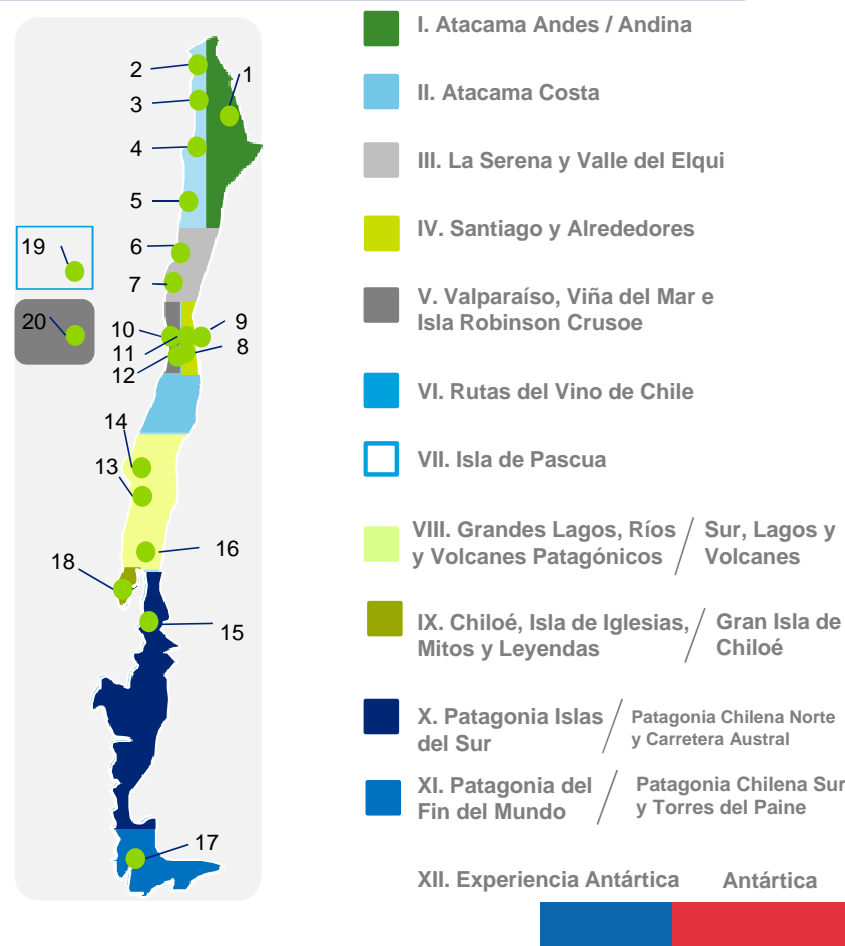 2
1
3
4
5
19
6
7
20
10
9
11
8
12
14
13
16
18
15
17
I. Atacama Andes / Andina
II. Atacama Costa
III. La Serena y Valle del Elqui
IV. Santiago y Alrededores
V. Valparaíso, Viña del Mar e
Isla Robinson Crusoe
VI. Rutas del Vino de Chile
VII. Isla de Pascua
VIII. Grandes Lagos, Ríos / Sur, Lagos y
y Volcanes Patagónicos Volcanes
IX. Chiloé, Isla de Iglesias, / Gran Isla de
Mitos y Leyendas Chiloé
X. Patagonia Islas / Patagonia Chilena Norte
del Sur y Carretera Austral
XI. Patagonia del / Patagonia Chilena Sur
Fin del Mundo y Torres del Paine
XII. Experiencia Antártica Antártica